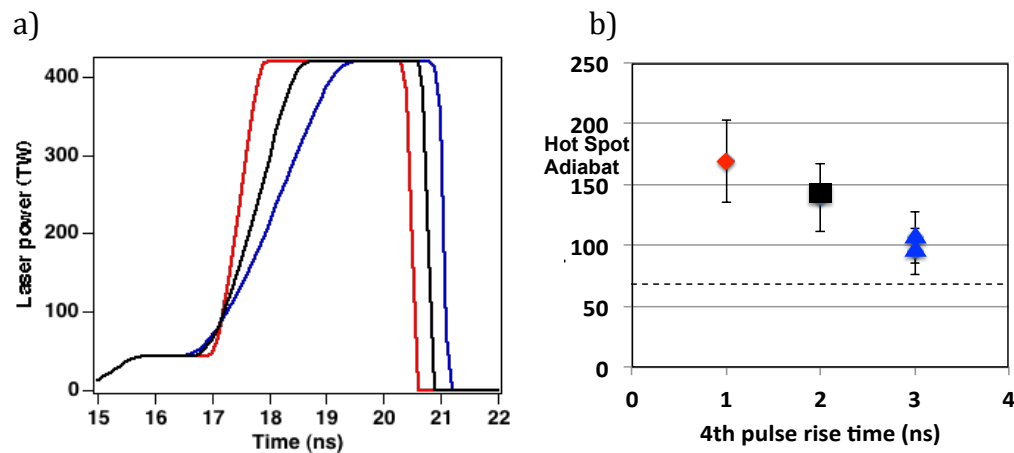 a)
400
300
200
100
0
Laser power (TW)
15 16 17 18 19 20 21 22
Time (ns)
b)
250
200
150
100
50
0
Hot Spot
Adiabat
0 1 2 3 4
4th pulse rise time (ns)